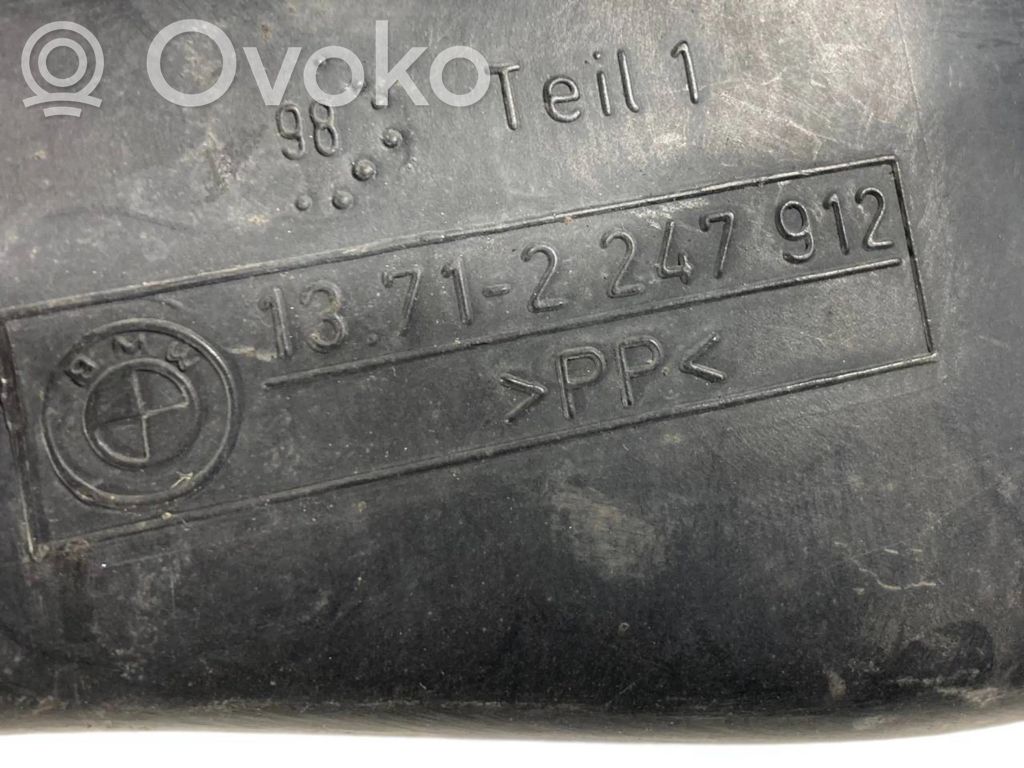 Ovoko
98 Teil 1
13.71-2 247 912
>PP<
BMW